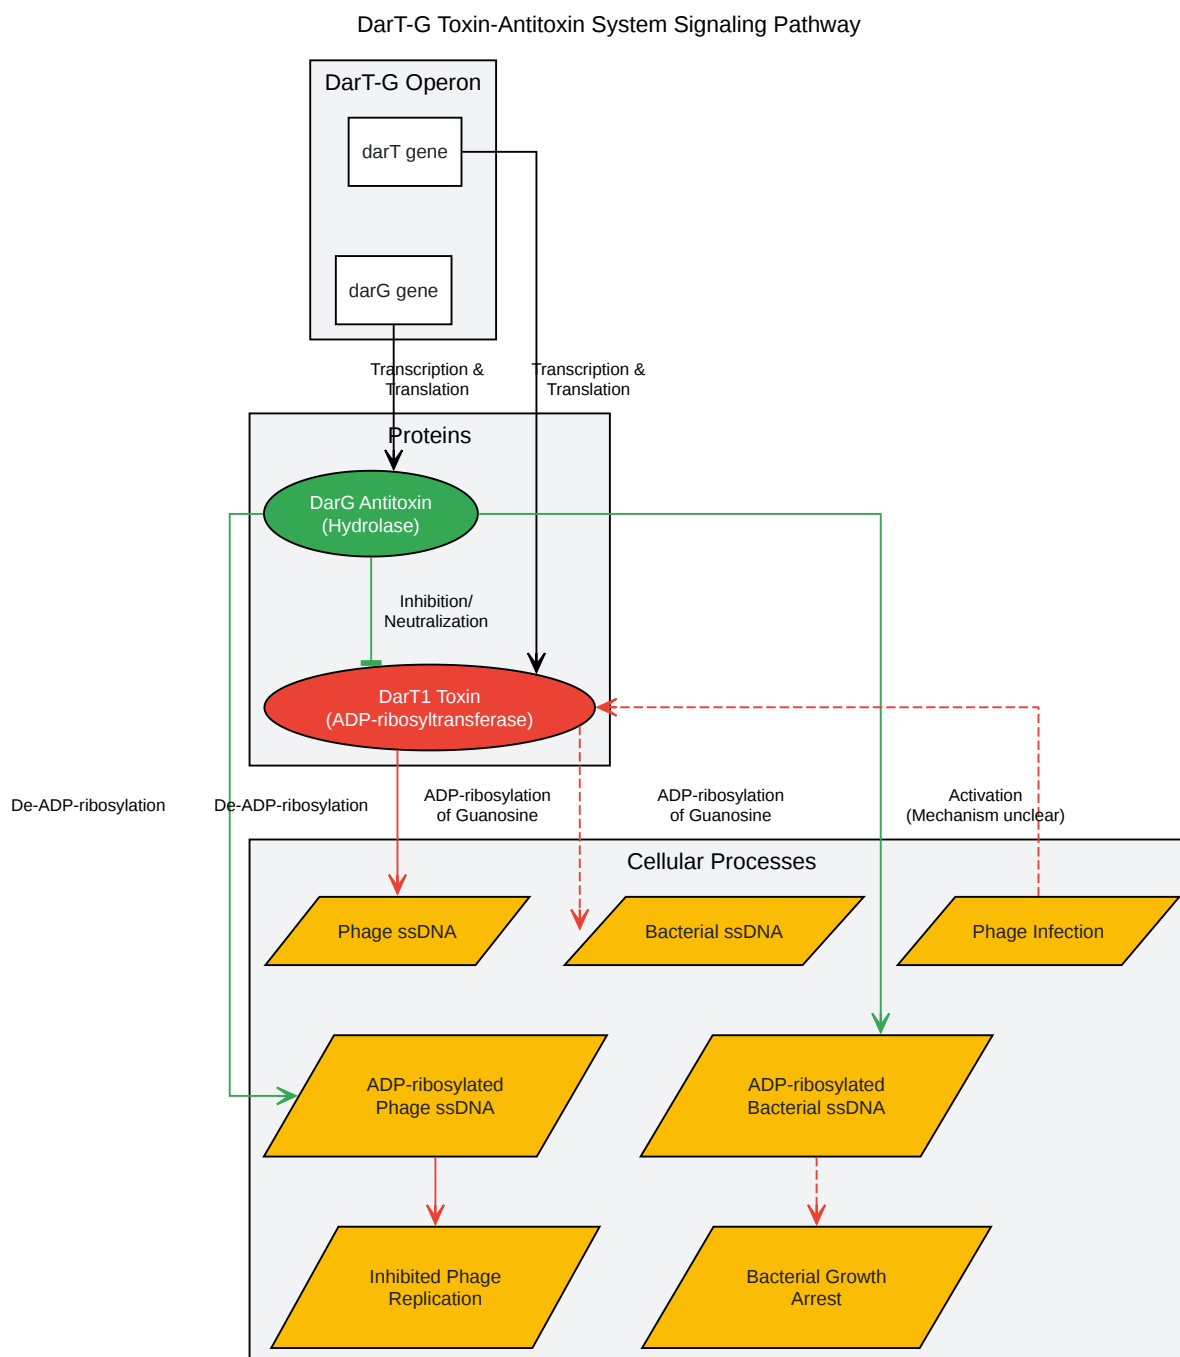 DarT-G Toxin-Antitoxin System Signaling Pathway
DarT-G Operon
darT gene
darG gene
Transcription &
Translation
Transcription &
Translation
Proteins
DarG Antitoxin
(Hydrolase)
Inhibition/
Neutralization
DarT1 Toxin
(ADP-ribosyltransferase)
De-ADP-ribosylation
De-ADP-ribosylation
ADP-ribosylation
of Guanosine
ADP-ribosylation
of Guanosine
Activation
(Mechanism unclear)
Cellular Processes
Phage ssDNA
Bacterial ssDNA
Phage Infection
ADP-ribosylated
Phage ssDNA
ADP-ribosylated
Bacterial ssDNA
Inhibited Phage
Replication
Bacterial Growth
Arrest